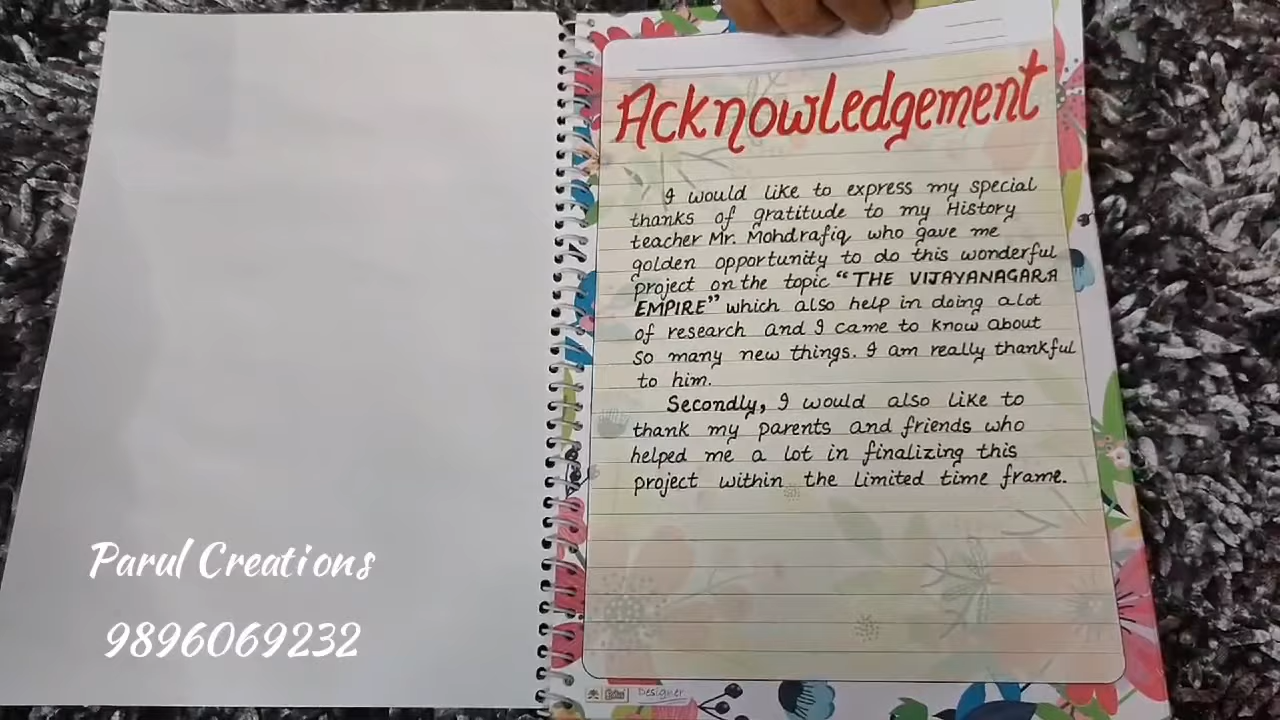 Acknowledgement
I would like to express my special
thanks of gratitude to my History
teacher Mr. Mohdrafiq who gave me
golden opportunity to do this wonderful
project on the topic "THE VIJAYANAGARA
EMPIRE" which also help in doing alot
of research and I came to know about
so many new things. I am really thankful
to him.
Secondly, I would also like to
thank my parents and friends who
helped me a lot in finalizing this
project within the limited time frame.
Parul Creations
9896069232
Designer